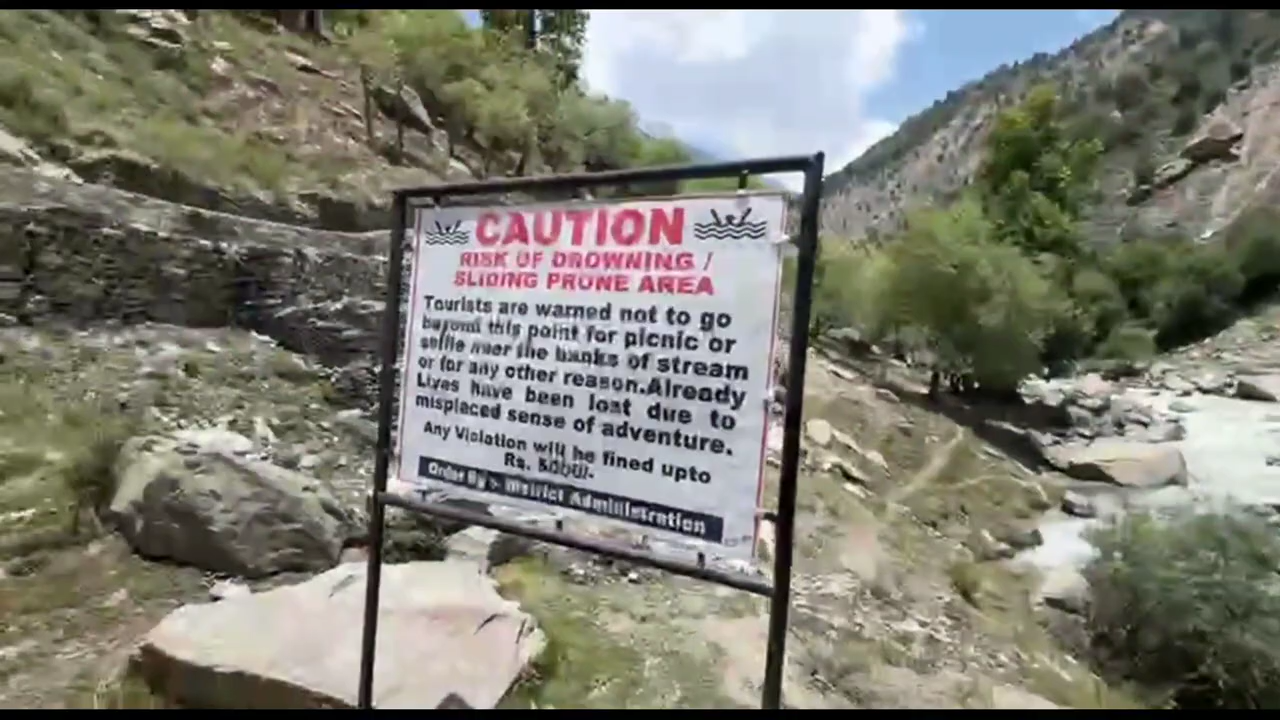 CAUTION
RISK OF DROWNING /
SLIDING PRONE AREA
Tourists are warned not to go
beyond this point for picnic or
selfie near the banks of stream
or for any other reason.Already
Lives have been lost due to
misplaced sense of adventure.
Any Violation will be fined upto
Rs.
Order By :- District Administration